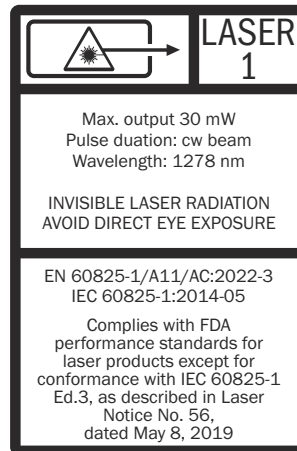 LASER
1
Max. output 30 mW
Pulse duation: cw beam
Wavelength: 1278 nm
INVISIBLE LASER RADIATION
AVOID DIRECT EYE EXPOSURE
EN 60825-1/A11/AC:2022-3
IEC 60825-1:2014-05
Complies with FDA
performance standards for
laser products except for
conformance with IEC 60825-1
Ed.3, as described in Laser
Notice No. 56,
dated May 8, 2019